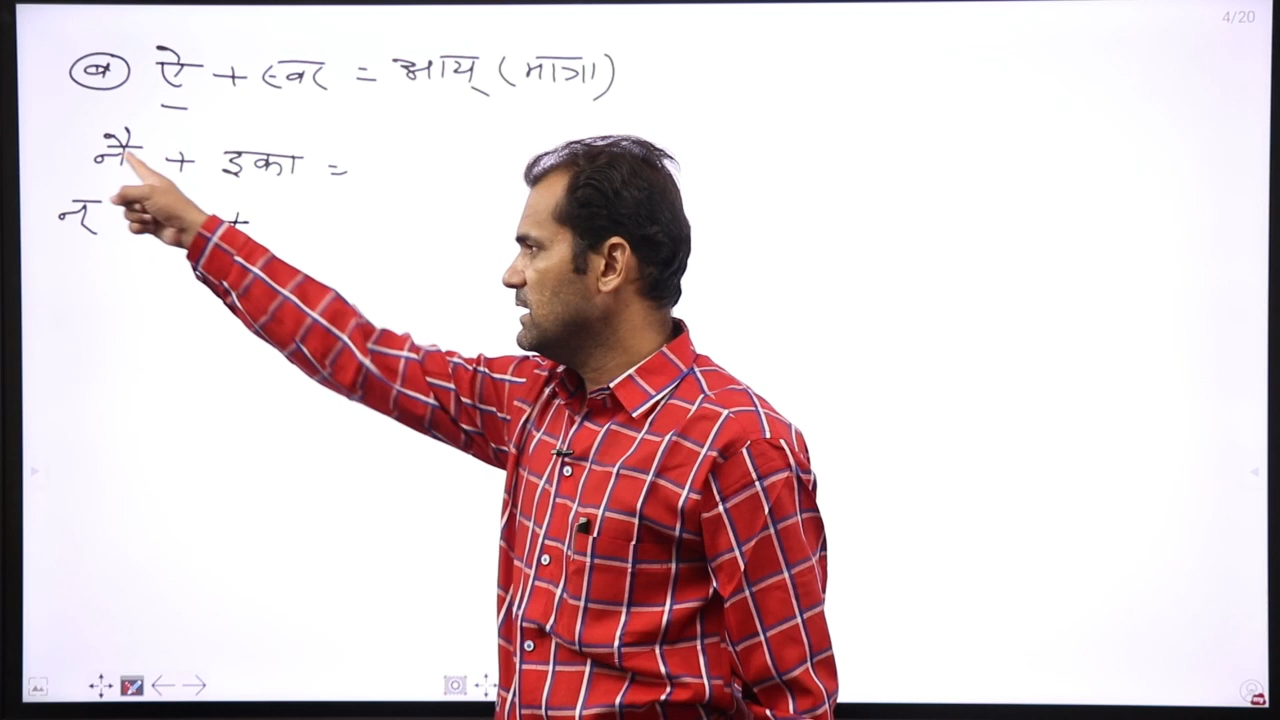 4/20
(ब) ऐ + स्वर = आय् (मात्रा)
नै + इका =
न् +